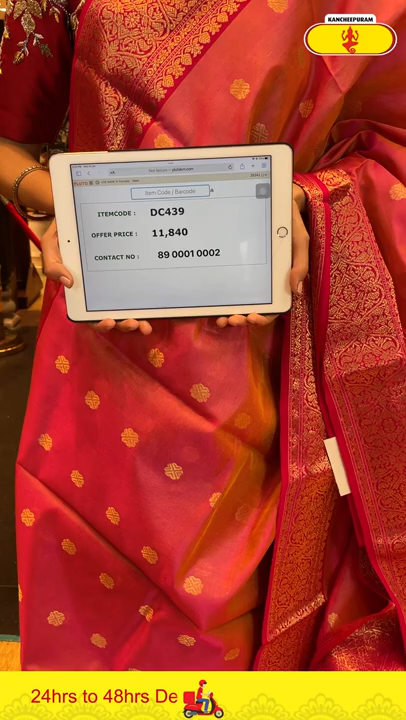 KANCHEEPURAM
Item Code / Barcode
ITEMCODE : DC439
OFFER PRICE : 11,840
CONTACT NO : 89 0001 0002
24hrs to 48hrs De